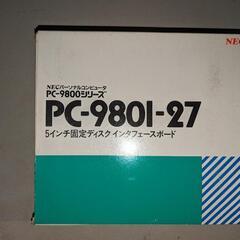 NEC
NECパーソナルコンピュータ
PC-9800シリーズ
PC-9801-27
5インチ固定ディスクインタフェースボード